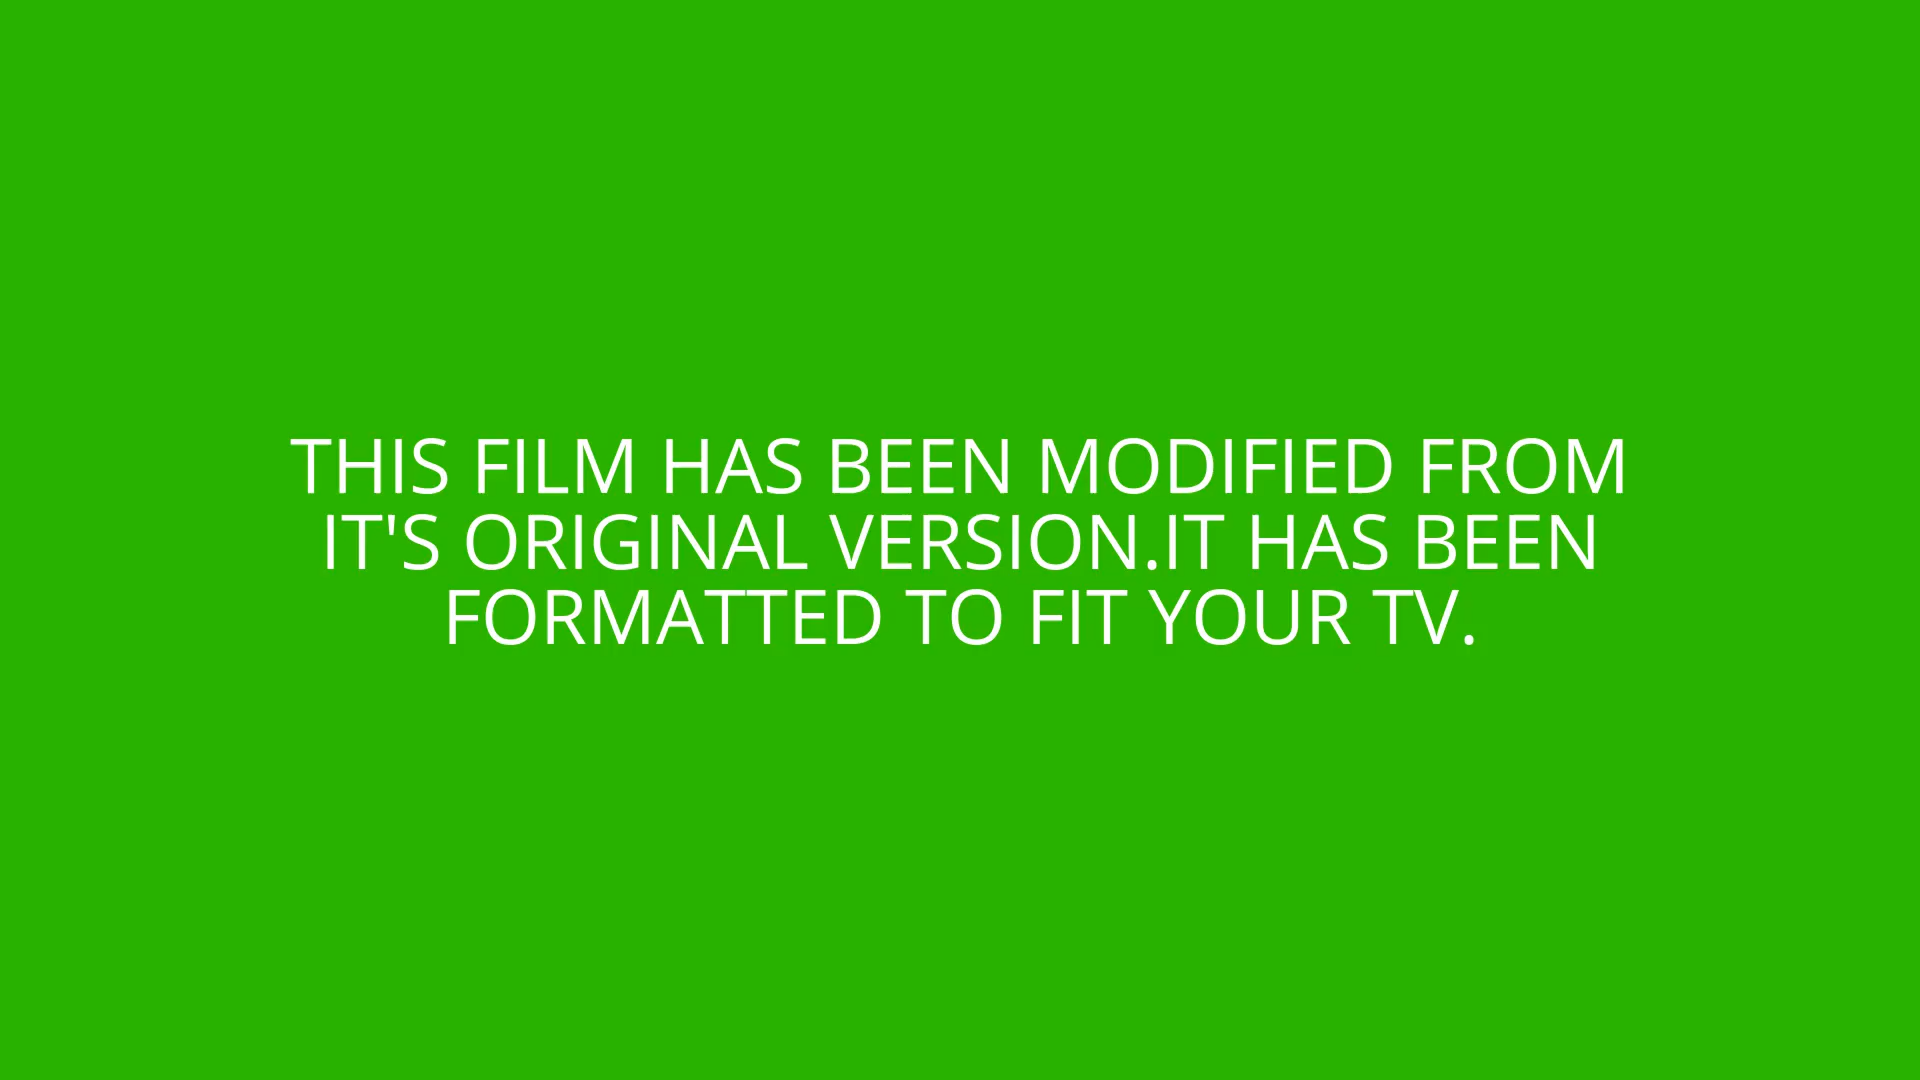 THIS FILM HAS BEEN MODIFIED FROM
IT'S ORIGINAL VERSION.IT HAS BEEN
FORMATTED TO FIT YOUR TV.